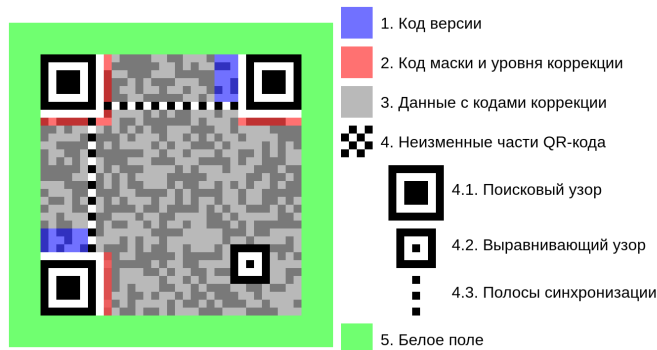 1. Код версии
2. Код маски и уровня коррекции
3. Данные с кодами коррекции
4. Неизменные части QR-кода
4.1. Поисковый узор
4.2. Выравнивающий узор
4.3. Полосы синхронизации
5. Белое поле